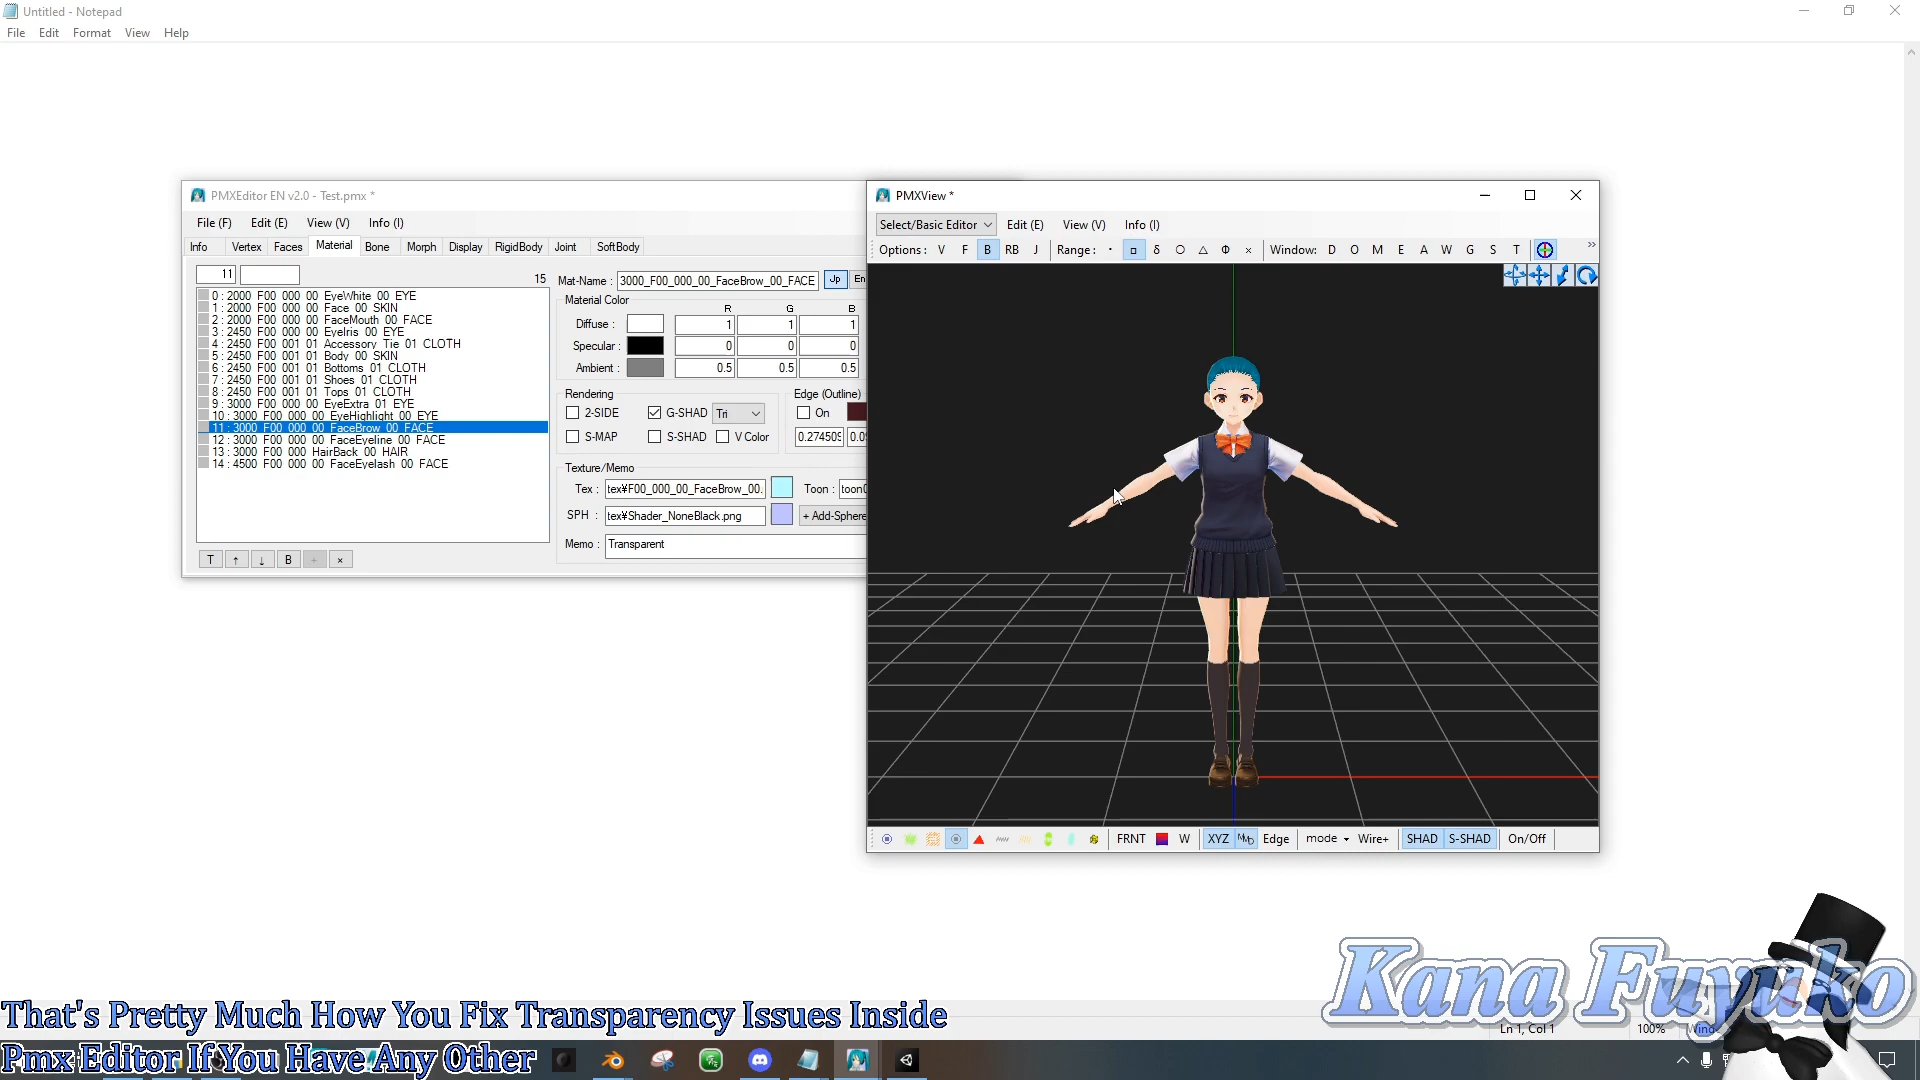 Untitled - Notepad
File Edit Format View Help
PMXEditor EN v2.0 - Test.pmx *
File (F) Edit (E) View (V) Info (I)
Info Vertex Faces Material Bone Morph Display RigidBody Joint SoftBody
11
15
0 : 2000 F00 000 00 EyeWhite 00 EYE
1 : 2000 F00 000 00 Face 00 SKIN
2 : 2000 F00 000 00 FaceMouth 00 FACE
3 : 2450 F00 000 00 EyeIris 00 EYE
4 : 2450 F00 001 01 Accessory Tie 01 CLOTH
5 : 2450 F00 001 01 Body 00 SKIN
6 : 2450 F00 001 01 Bottoms 01 CLOTH
7 : 2450 F00 001 01 Shoes 01 CLOTH
8 : 2450 F00 001 01 Tops 01 CLOTH
9 : 3000 F00 000 00 EyeExtra 01 EYE
10 : 3000 F00 000 00 EyeHighlight 00 EYE
11 : 3000 F00 000 00 FaceBrow 00 FACE
12 : 3000 F00 000 00 FaceEyeline 00 FACE
13 : 3000 F00 000 HairBack 00 HAIR
14 : 4500 F00 000 00 FaceEyelash 00 FACE
T ↑ ↓ B + ×
Mat-Name : 3000_F00_000_00_FaceBrow_00_FACE Jp En
Material Color
R G B
Diffuse : 1 1 1
Specular : 0 0 0
Ambient : 0.5 0.5 0.5
Rendering
2-SIDE G-SHAD Tri
S-MAP S-SHAD V Color
Edge (Outline)
On
0.274509
Texture/Memo
Tex : tex¥F00_000_00_FaceBrow_00. Toon :
SPH : tex¥Shader_NoneBlack.png + Add-Sphere
Memo : Transparent
PMXView *
Select/Basic Editor Edit (E) View (V) Info (I)
Options : V F B RB J Range : · □ δ ○ △ Φ × Window: D O M E A W G S T »
FRNT W XYZ Edge mode Wire+ SHAD S-SHAD On/Off
Kana Fuyuko
Ln 1, Col 1 100%
That's Pretty Much How You Fix Transparency Issues Inside
Pmx Editor If You Have Any Other